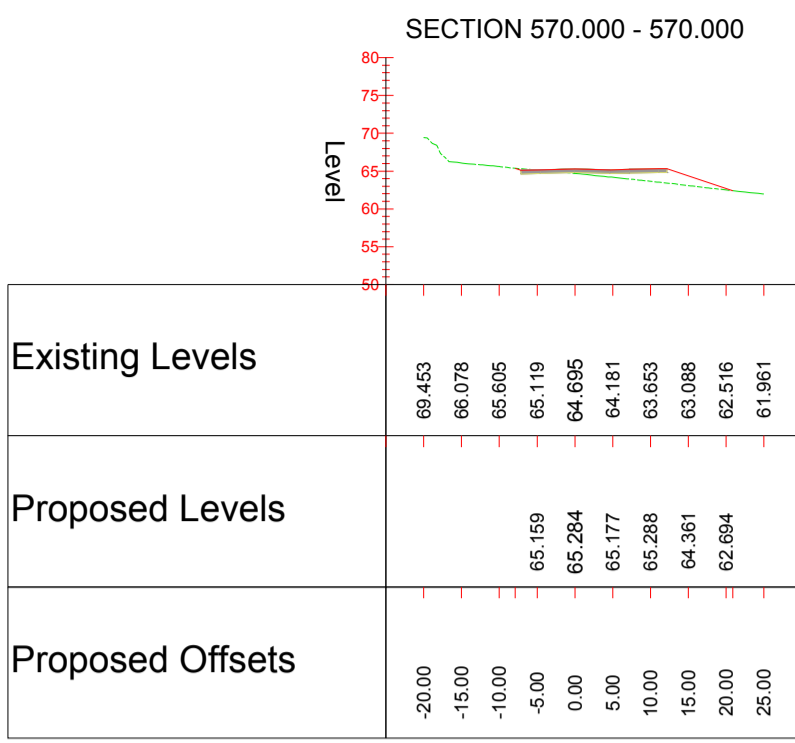 SECTION 570.000 - 570.000
80
75
70
65
60
55
50
Level
Existing Levels
69.453 66.078 65.605 65.119 64.695 64.181 63.653 63.088 62.516 61.961
Proposed Levels
65.159 65.284 65.177 65.288 64.361 62.694
Proposed Offsets
-20.00 -15.00 -10.00 -5.00 0.00 5.00 10.00 15.00 20.00 25.00